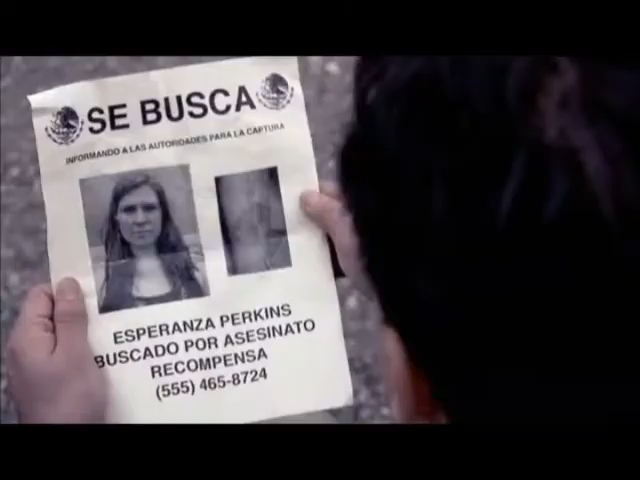 SE BUSCA
INFORMANDO A LAS AUTORIDADES PARA LA CAPTURA
ESPERANZA PERKINS
BUSCADO POR ASESINATO
RECOMPENSA
(555) 465-8724